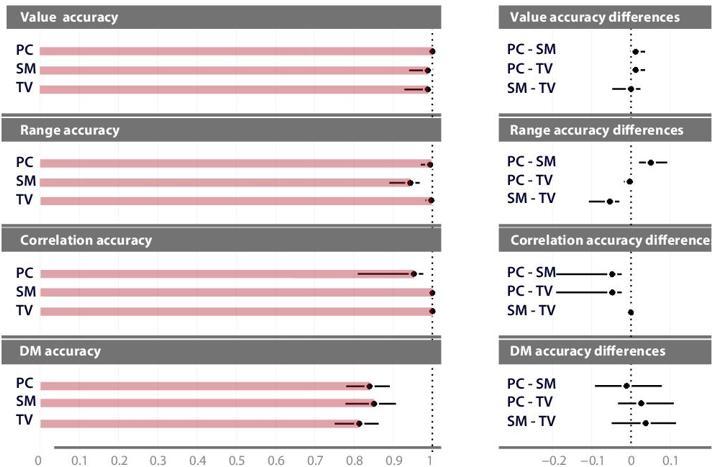 Value accuracy
PC
SM
TV
Range accuracy
PC
SM
TV
Correlation accuracy
PC
SM
TV
DM accuracy
PC
SM
TV
0 0.1 0.2 0.3 0.4 0.5 0.6 0.7 0.8 0.9 1
Value accuracy differences
PC - SM
PC - TV
SM - TV
Range accuracy differences
PC - SM
PC - TV
SM - TV
Correlation accuracy difference
PC - SM
PC - TV
SM - TV
DM accuracy differences
PC - SM
PC - TV
SM - TV
−0.2 −0.1 0 0.1